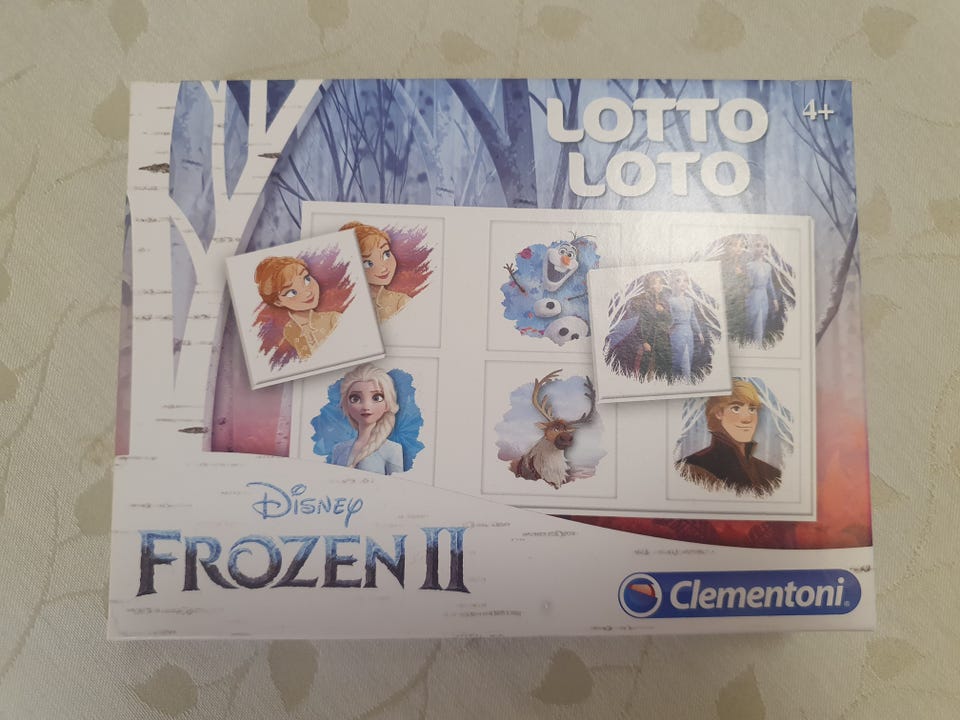 LOTTO
LOTO
4+
Disney
FROZEN II
Clementoni®